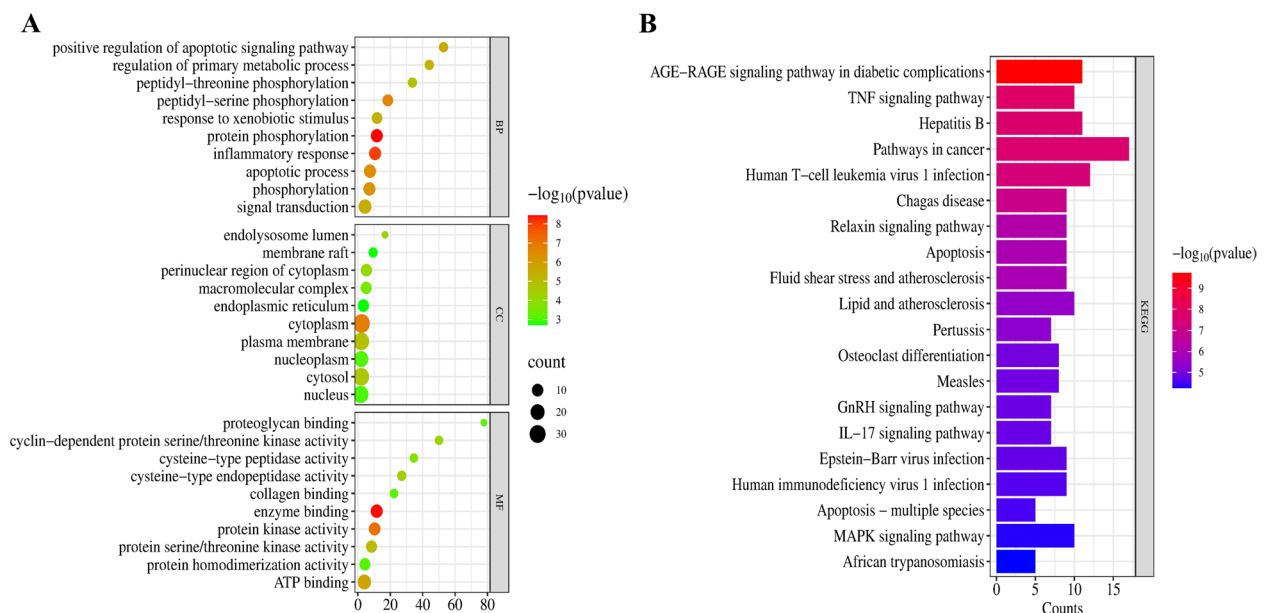 A
positive regulation of apoptotic signaling pathway
regulation of primary metabolic process
peptidyl−threonine phosphorylation
peptidyl−serine phosphorylation
response to xenobiotic stimulus
protein phosphorylation
inflammatory response
apoptotic process
phosphorylation
signal transduction
BP
endolysosome lumen
membrane raft
perinuclear region of cytoplasm
macromolecular complex
endoplasmic reticulum
cytoplasm
plasma membrane
nucleoplasm
cytosol
nucleus
CC
proteoglycan binding
cyclin−dependent protein serine/threonine kinase activity
cysteine−type peptidase activity
cysteine−type endopeptidase activity
collagen binding
enzyme binding
protein kinase activity
protein serine/threonine kinase activity
protein homodimerization activity
ATP binding
MF
0 20 40 60 80
−log10(pvalue)
8
7
6
5
4
3
count
10
20
30
B
AGE−RAGE signaling pathway in diabetic complications
TNF signaling pathway
Hepatitis B
Pathways in cancer
Human T−cell leukemia virus 1 infection
Chagas disease
Relaxin signaling pathway
Apoptosis
Fluid shear stress and atherosclerosis
Lipid and atherosclerosis
Pertussis
Osteoclast differentiation
Measles
GnRH signaling pathway
IL−17 signaling pathway
Epstein−Barr virus infection
Human immunodeficiency virus 1 infection
Apoptosis − multiple species
MAPK signaling pathway
African trypanosomiasis
KEGG
0 5 10 15
Counts
−log10(pvalue)
9
8
7
6
5